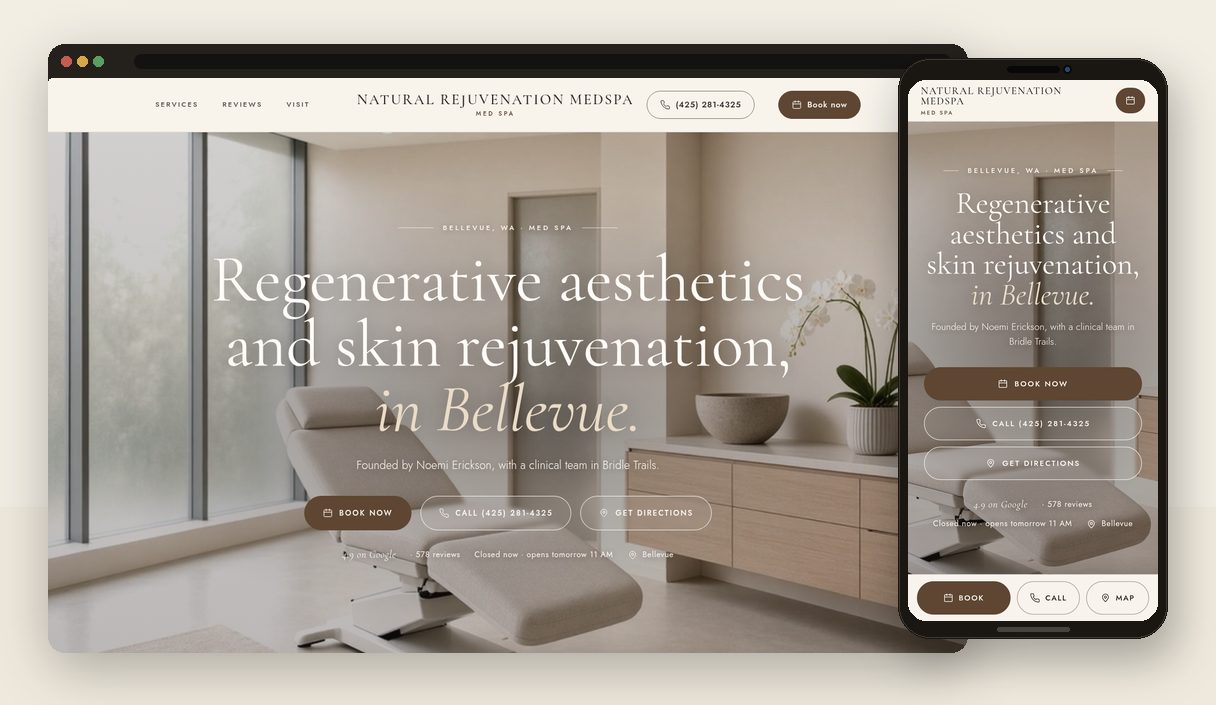 SERVICES REVIEWS VISIT
NATURAL REJUVENATION MEDSPA
MED SPA
(425) 281-4325
Book now
BELLEVUE, WA · MED SPA
Regenerative aesthetics
and skin rejuvenation,
in Bellevue.
Founded by Noemi Erickson, with a clinical team in Bridle Trails.
BOOK NOW CALL (425) 281-4325 GET DIRECTIONS
4.9 on Google · 578 reviews Closed now · opens tomorrow 11 AM Bellevue
NATURAL REJUVENATION
MEDSPA
MED SPA
BELLEVUE, WA · MED SPA
Regenerative
aesthetics and
skin rejuvenation,
in Bellevue.
Founded by Noemi Erickson, with a clinical team in
Bridle Trails.
BOOK NOW
CALL (425) 281-4325
GET DIRECTIONS
4.9 on Google · 578 reviews
Closed now · opens tomorrow 11 AM Bellevue
BOOK CALL MAP